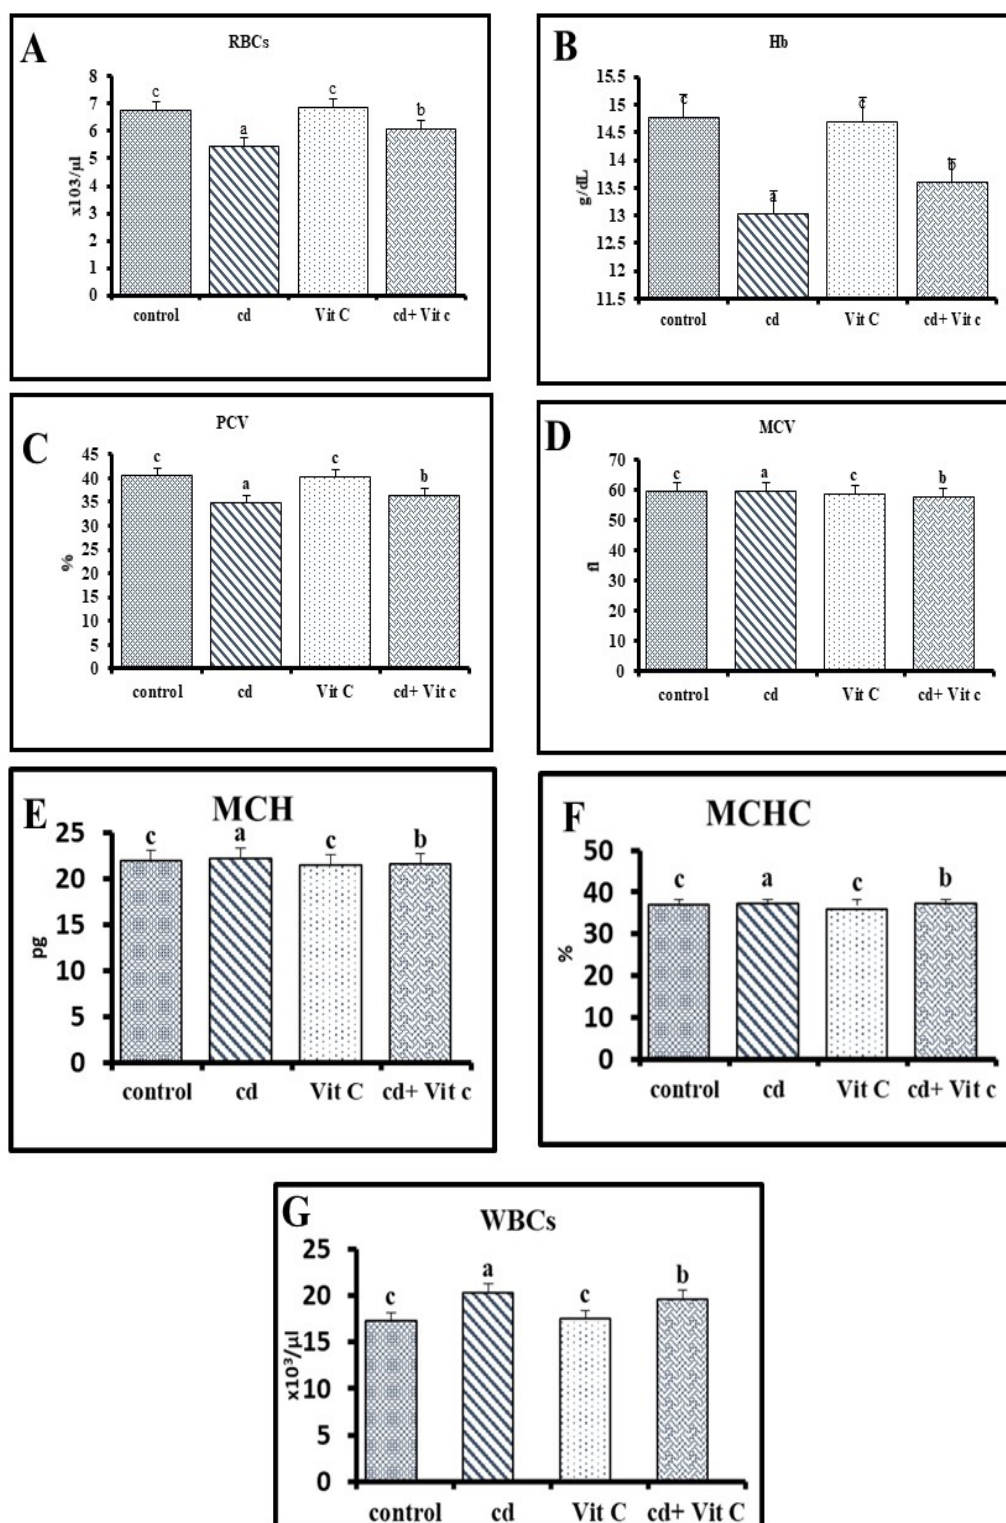 A
RBCs
x103/µl
8
7
6
5
4
3
2
1
0
c
a
c
b
control
cd
Vit C
cd+ Vit c
B
Hb
g/dL
15.5
15
14.5
14
13.5
13
12.5
12
11.5
c
a
c
b
control
cd
Vit C
cd+ Vit c
C
PCV
%
45
40
35
30
25
20
15
10
5
0
c
a
c
b
control
cd
Vit C
cd+ Vit c
D
MCV
fl
70
60
50
40
30
20
10
0
c
a
c
b
control
cd
Vit C
cd+ Vit c
E
MCH
pg
25
20
15
10
5
0
c
a
c
b
control
cd
Vit C
cd+ Vit c
F
MCHC
%
50
40
30
20
10
0
c
a
c
b
control
cd
Vit C
cd+ Vit c
G
WBCs
x10³/µl
25
20
15
10
5
0
c
a
c
b
control
cd
Vit C
cd+ Vit C